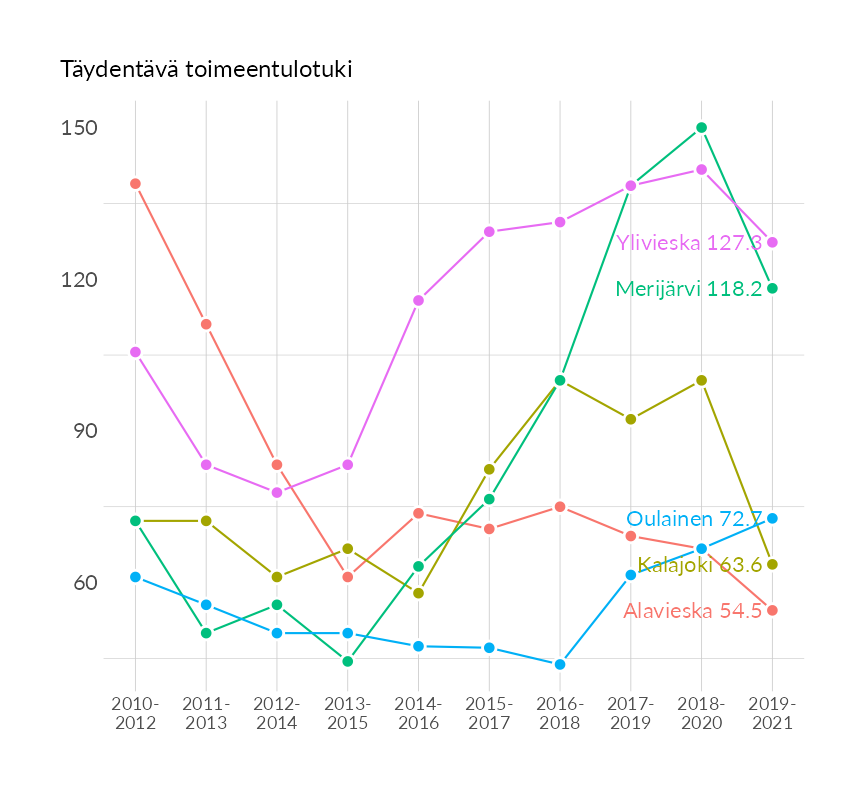 Täydentävä toimeentulotuki
150
120
90
60
Ylivieska 127.3
Merijärvi 118.2
Oulainen 72.7
Kalajoki 63.6
Alavieska 54.5
2010- 2011- 2012- 2013- 2014- 2015- 2016- 2017- 2018- 2019-
2012 2013 2014 2015 2016 2017 2018 2019 2020 2021